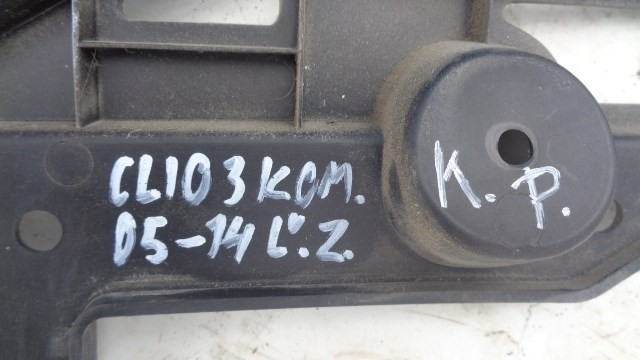 CLIO 3 KOM.
05-14 L'. Z.
K. P.